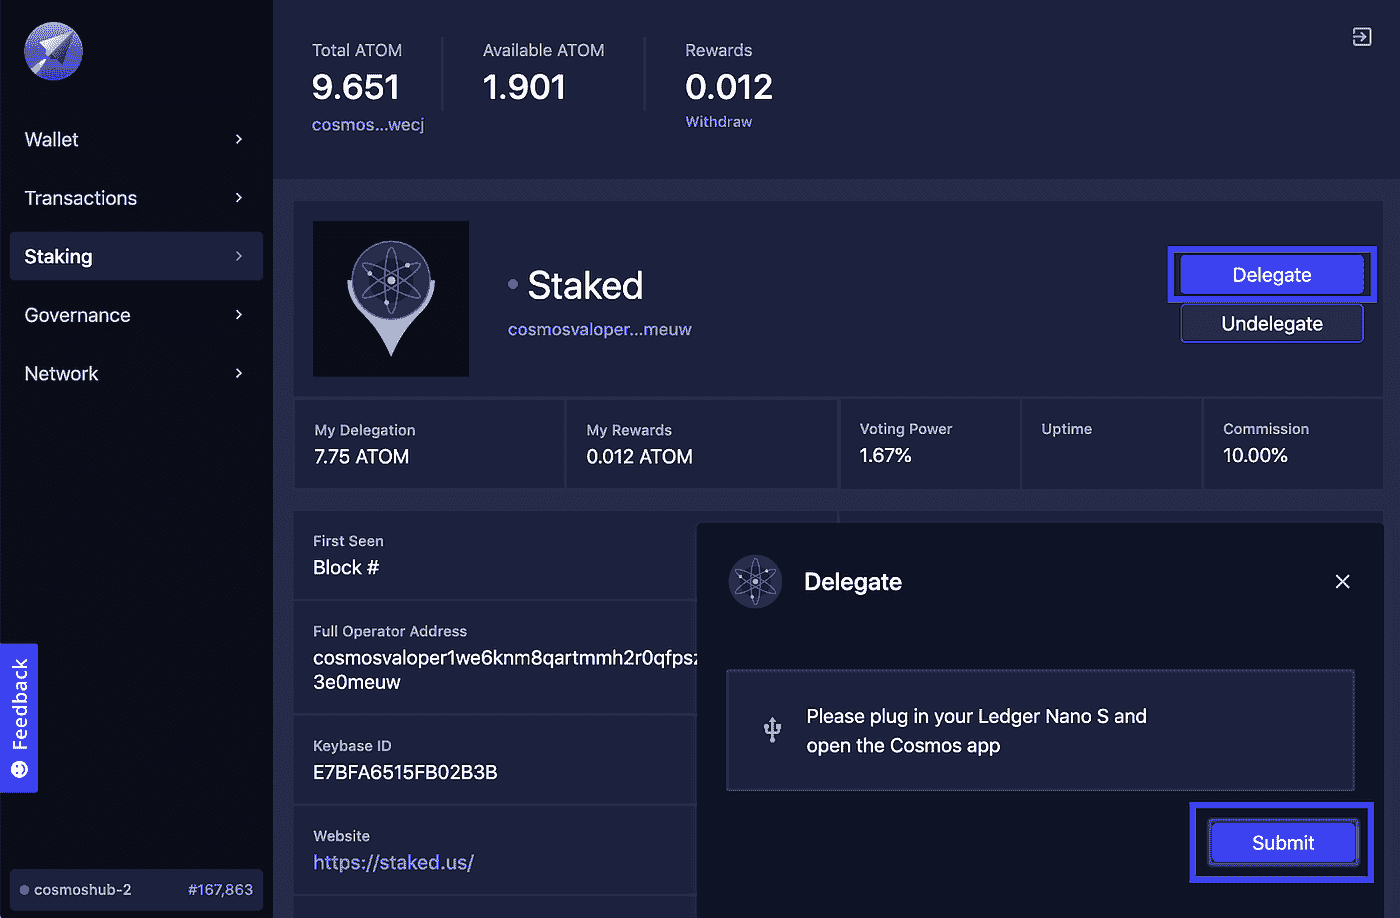 Total ATOM
9.651
cosmos...wecj
Available ATOM
1.901
Rewards
0.012
Withdraw
Wallet
Transactions
Staking
Governance
Network
Staked
cosmosvaloper...meuw
Delegate
Undelegate
My Delegation
7.75 ATOM
My Rewards
0.012 ATOM
Voting Power
1.67%
Uptime
Commission
10.00%
First Seen
Block #
Full Operator Address
cosmosvaloper1we6knm8qartmmh2r0qfpsz
3e0meuw
Keybase ID
E7BFA6515FB02B3B
Website
https://staked.us/
Delegate
Please plug in your Ledger Nano S and
open the Cosmos app
Submit
Feedback
cosmoshub-2
#167,863